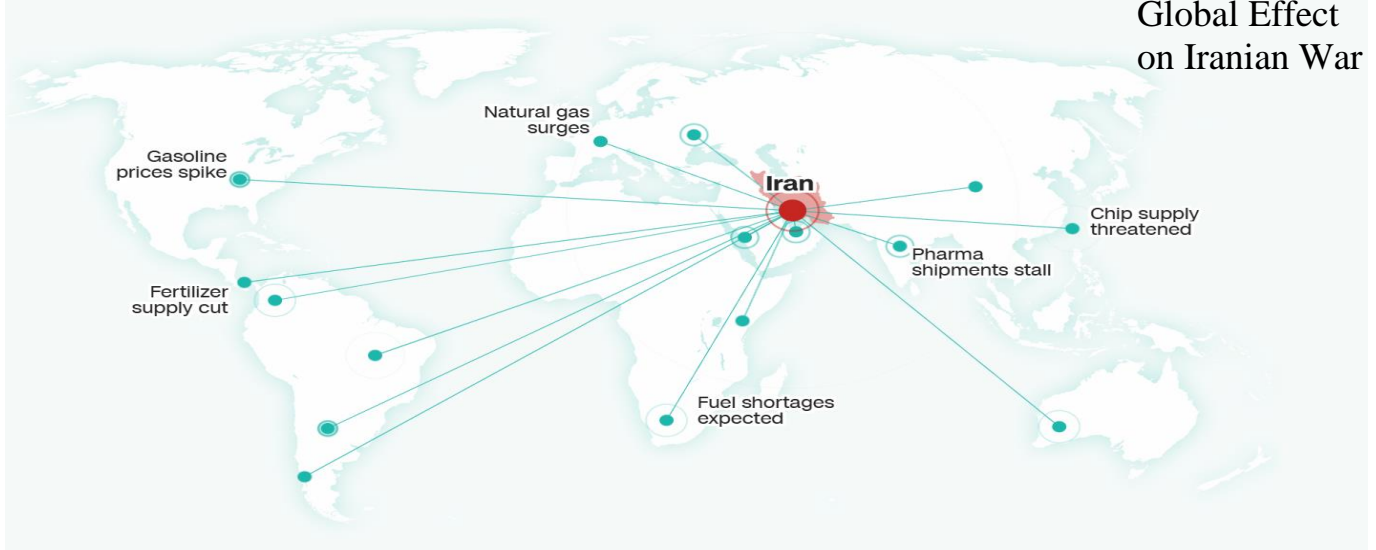 Global Effect
on Iranian War
Natural gas
surges
Gasoline
prices spike
Iran
Chip supply
threatened
Pharma
shipments stall
Fertilizer
supply cut
Fuel shortages
expected